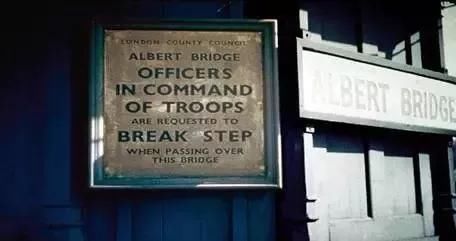 LONDON COUNTY COUNCIL
ALBERT BRIDGE
OFFICERS
IN COMMAND
OF TROOPS
ARE REQUESTED TO
BREAK STEP
WHEN PASSING OVER
THIS BRIDGE
ALBERT BRIDGE